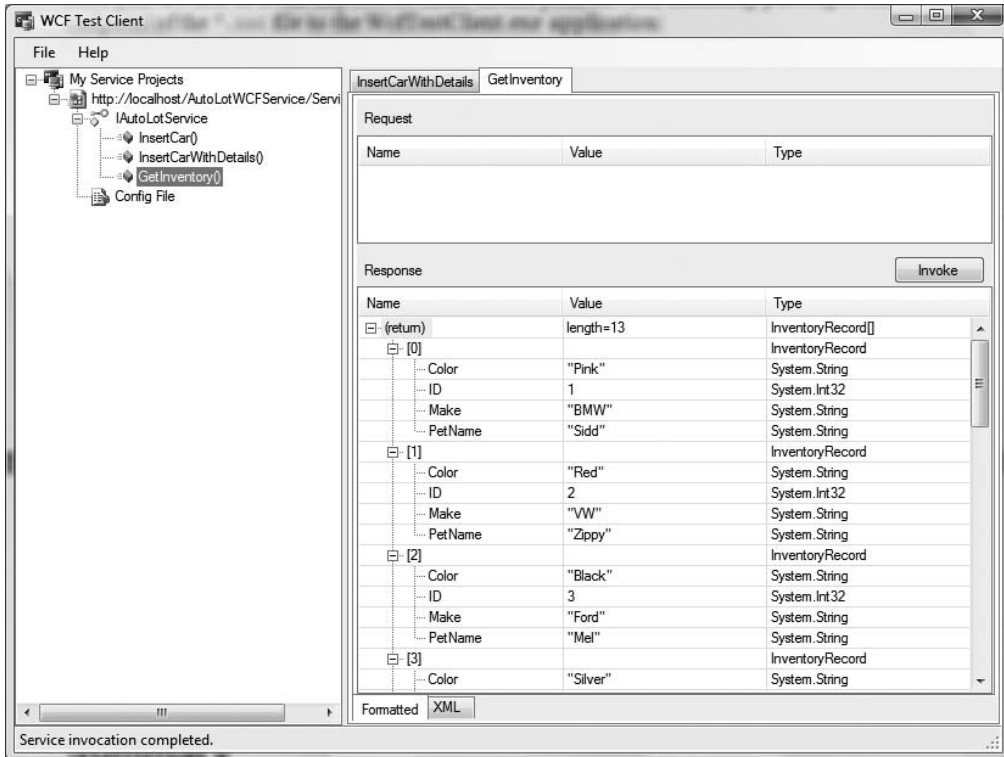 WCF Test Client
File Help
My Service Projects
http://localhost/AutoLotWCFService/Servi
IAutoLotService
InsertCar()
InsertCarWithDetails()
GetInventory()
Config File
InsertCarWithDetails GetInventory
Request
Name Value Type
Response Invoke
Name Value Type
(return) length=13 InventoryRecord[]
[0] InventoryRecord
Color "Pink" System.String
ID 1 System.Int32
Make "BMW" System.String
PetName "Sidd" System.String
[1] InventoryRecord
Color "Red" System.String
ID 2 System.Int32
Make "VW" System.String
PetName "Zippy" System.String
[2] InventoryRecord
Color "Black" System.String
ID 3 System.Int32
Make "Ford" System.String
PetName "Mel" System.String
[3] InventoryRecord
Color "Silver" System.String
Formatted XML
Service invocation completed.